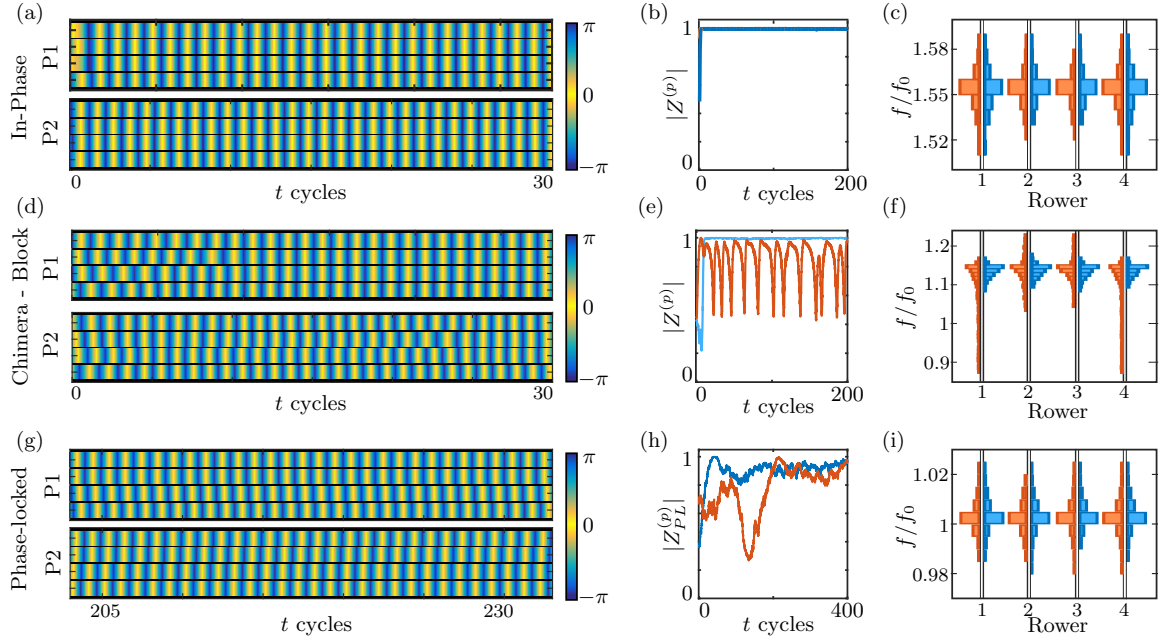 (a)
In-Phase
P1
P2
0
30
t cycles
π
0
−π
(b)
|Z^(p)|
1
0
0
200
(c)
f/f₀
1.58
1.55
1.52
1 2 3 4
Rower
(d)
Chimera - Block
P1
P2
0
30
t cycles
π
0
−π
(e)
|Z^(p)|
1
0
0
200
t cycles
(f)
f/f₀
1.2
1.1
1
0.9
1 2 3 4
Rower
(g)
Phase-locked
P1
P2
205
230
t cycles
π
0
−π
(h)
|Z_PL^(p)|
1
0
0
400
t cycles
(i)
f/f₀
1.02
1
0.98
1 2 3 4
Rower